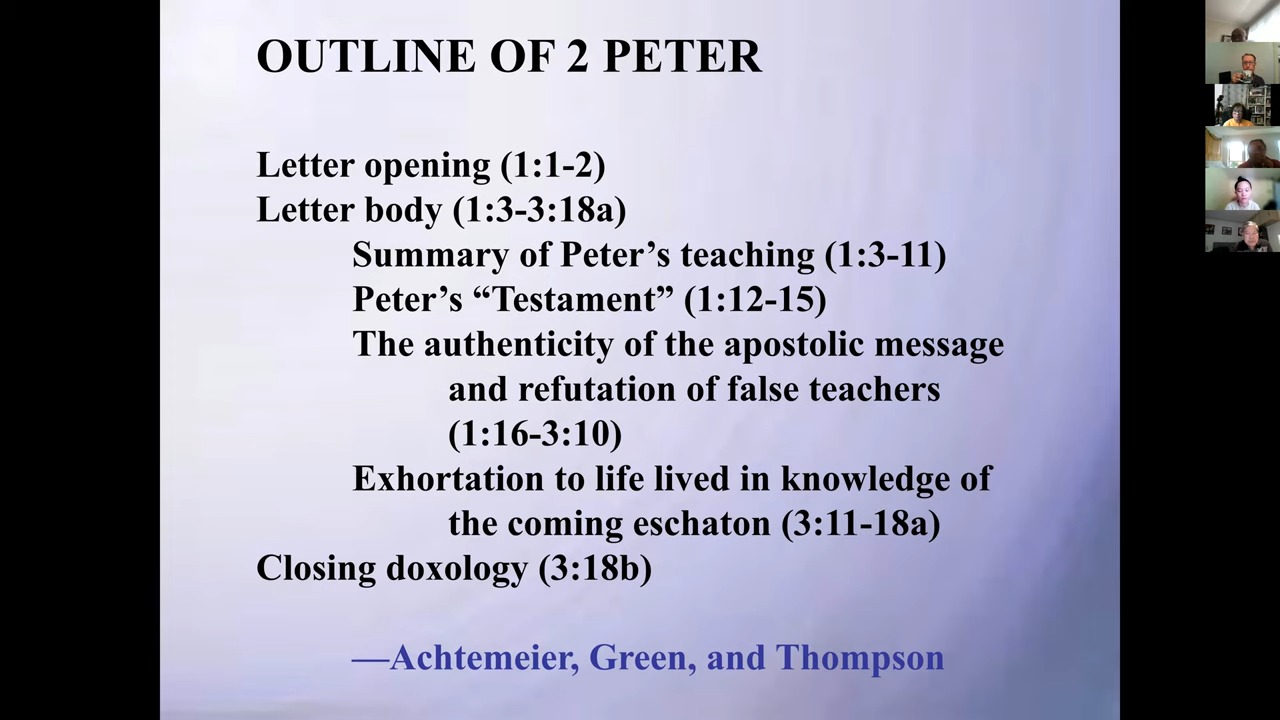 OUTLINE OF 2 PETER
Letter opening (1:1-2)
Letter body (1:3-3:18a)
Summary of Peter’s teaching (1:3-11)
Peter’s “Testament” (1:12-15)
The authenticity of the apostolic message
and refutation of false teachers
(1:16-3:10)
Exhortation to life lived in knowledge of
the coming eschaton (3:11-18a)
Closing doxology (3:18b)
—Achtemeier, Green, and Thompson